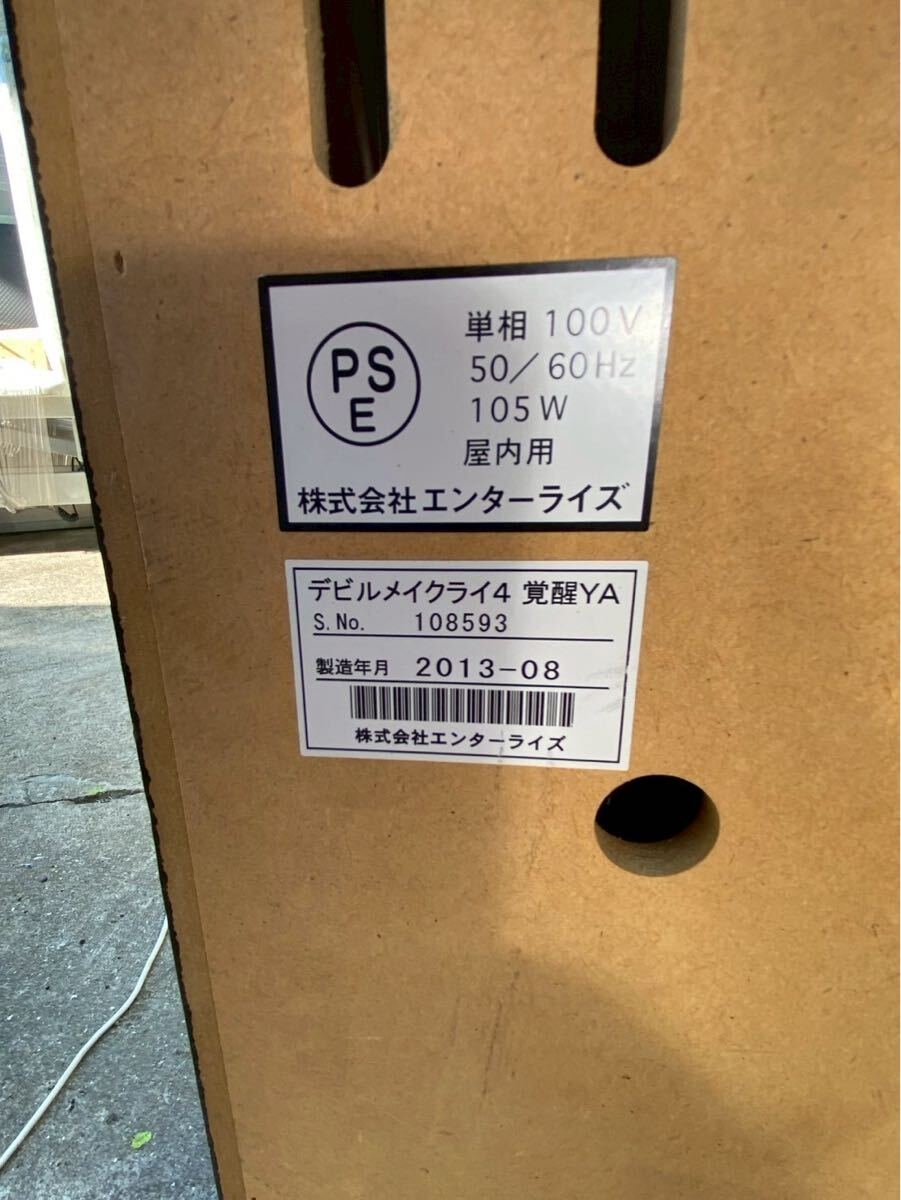 PS
E
単相 100V
50/60Hz
105W
屋内用
株式会社エンターライズ
デビルメイクライ4 覚醒YA
S.No. 108593
製造年月 2013-08
株式会社エンターライズ